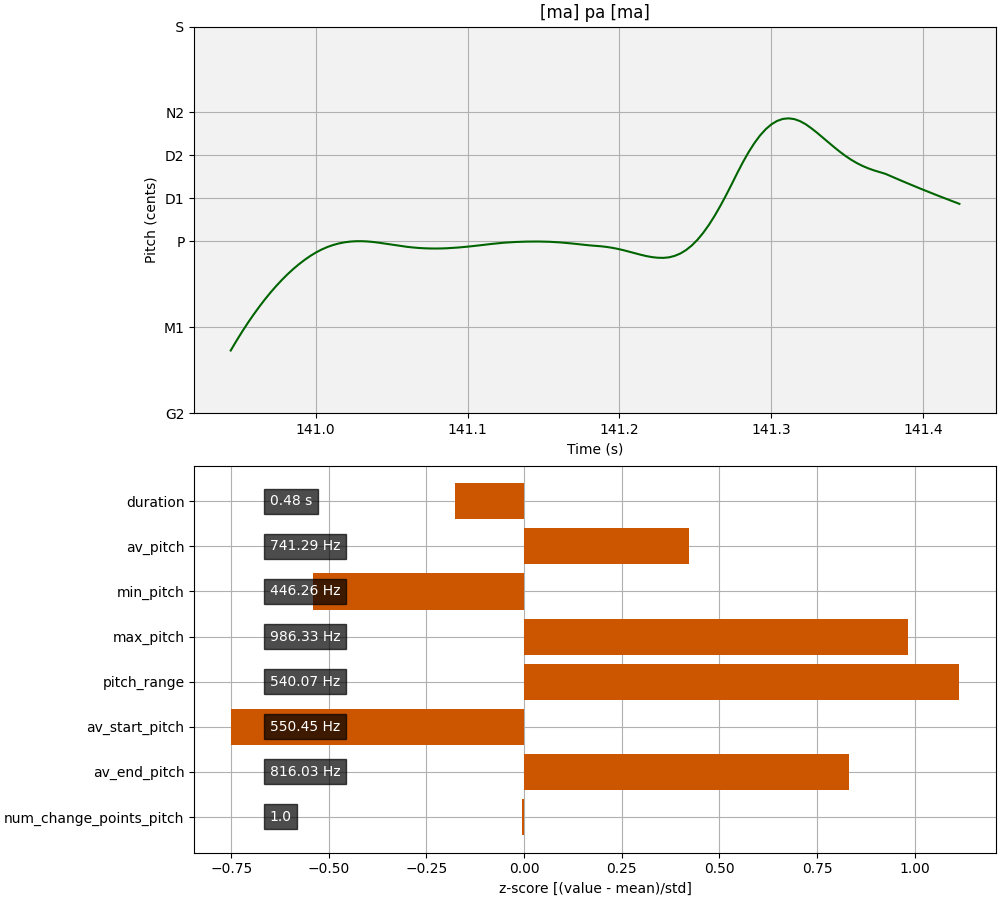 [ma] pa [ma]
S
N2
D2
D1
P
M1
G2
Pitch (cents)
141.0 141.1 141.2 141.3 141.4
Time (s)
duration 0.48 s
av_pitch 741.29 Hz
min_pitch 446.26 Hz
max_pitch 986.33 Hz
pitch_range 540.07 Hz
av_start_pitch 550.45 Hz
av_end_pitch 816.03 Hz
num_change_points_pitch 1.0
−0.75 −0.50 −0.25 0.00 0.25 0.50 0.75 1.00
z-score [(value - mean)/std]